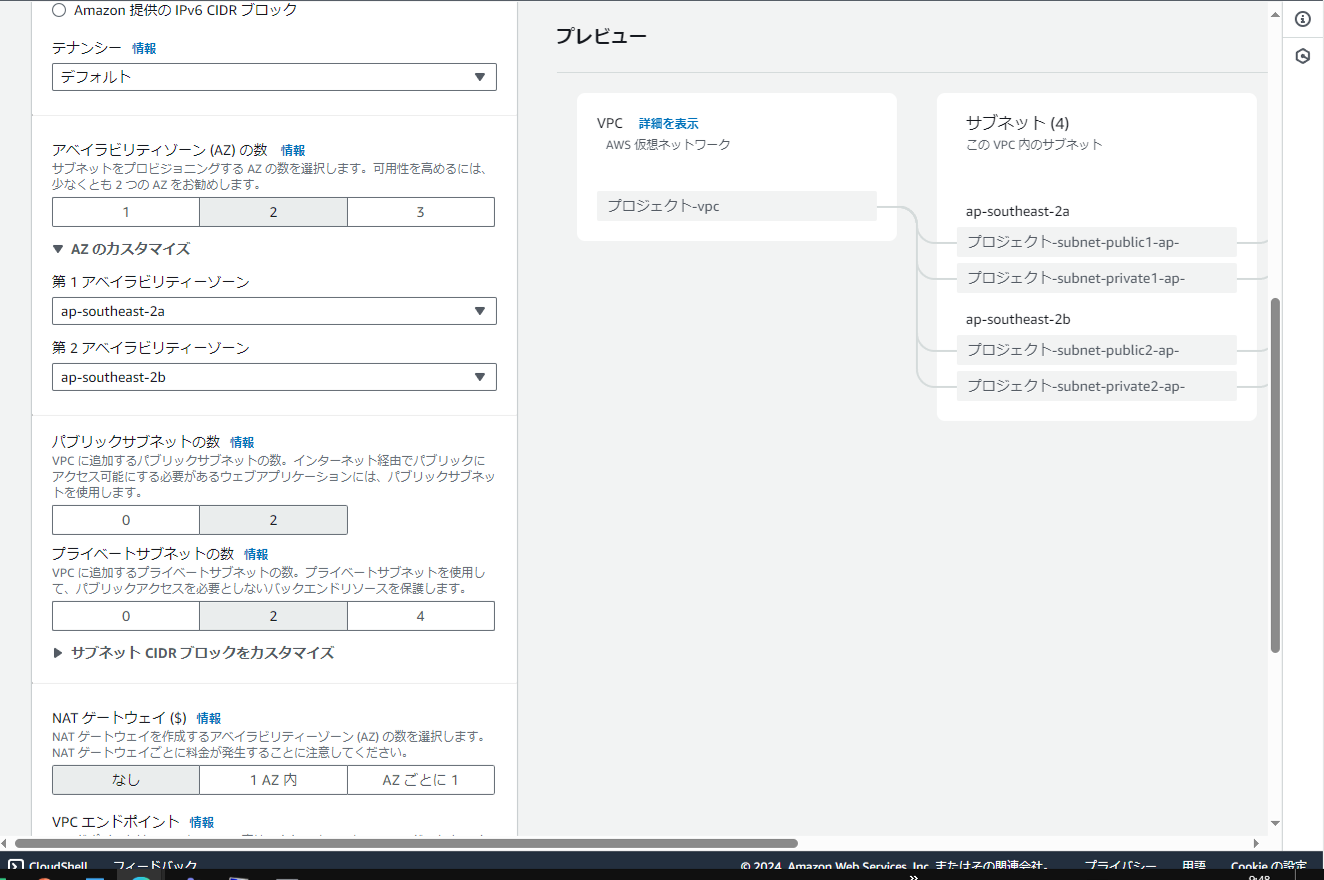 Amazon 提供の IPv6 CIDR ブロック
テナンシー 情報
デフォルト
アベイラビリティゾーン (AZ) の数 情報
サブネットをプロビジョニングする AZ の数を選択します。可用性を高めるには、
少なくとも 2 つの AZ をお勧めします。
1 2 3
AZ のカスタマイズ
第 1 アベイラビリティーゾーン
ap-southeast-2a
第 2 アベイラビリティーゾーン
ap-southeast-2b
パブリックサブネットの数 情報
VPC に追加するパブリックサブネットの数。インターネット経由でパブリックに
アクセス可能にする必要があるウェブアプリケーションには、パブリックサブネッ
トを使用します。
0 2
プライベートサブネットの数 情報
VPC に追加するプライベートサブネットの数。プライベートサブネットを使用し
て、パブリックアクセスを必要としないバックエンドリソースを保護します。
0 2 4
サブネット CIDR ブロックをカスタマイズ
NAT ゲートウェイ ($) 情報
NAT ゲートウェイを作成するアベイラビリティーゾーン (AZ) の数を選択します。
NAT ゲートウェイごとに料金が発生することに注意してください。
なし 1 AZ 内 AZ ごとに 1
VPC エンドポイント 情報
プレビュー
VPC 詳細を表示
AWS 仮想ネットワーク
プロジェクト-vpc
サブネット (4)
この VPC 内のサブネット
ap-southeast-2a
プロジェクト-subnet-public1-ap-
プロジェクト-subnet-private1-ap-
ap-southeast-2b
プロジェクト-subnet-public2-ap-
プロジェクト-subnet-private2-ap-
CloudShell フィードバック © 2024, Amazon Web Services, Inc. またはその関連会社。 プライバシー 用語 Cookie の設定
9:48